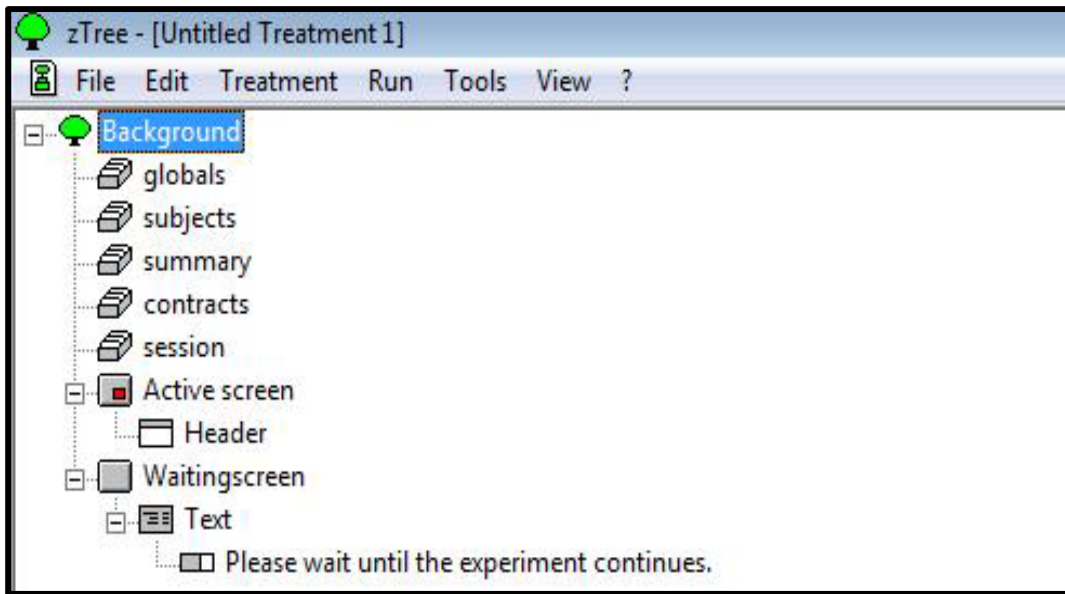 zTree - [Untitled Treatment 1]
File Edit Treatment Run Tools View ?
Background
globals
subjects
summary
contracts
session
Active screen
Header
Waitingscreen
Text
Please wait until the experiment continues.